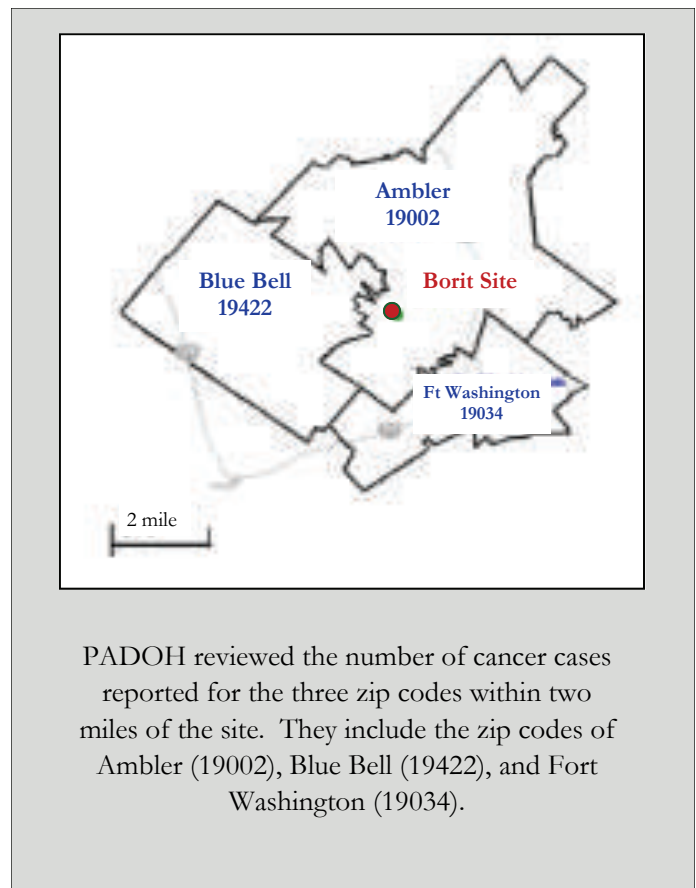 Ambler
19002
Blue Bell
19422
Borit Site
Ft Washington
19034
2 mile
PADOH reviewed the number of cancer cases
reported for the three zip codes within two
miles of the site.  They include the zip codes of
Ambler (19002), Blue Bell (19422), and Fort
Washington (19034).